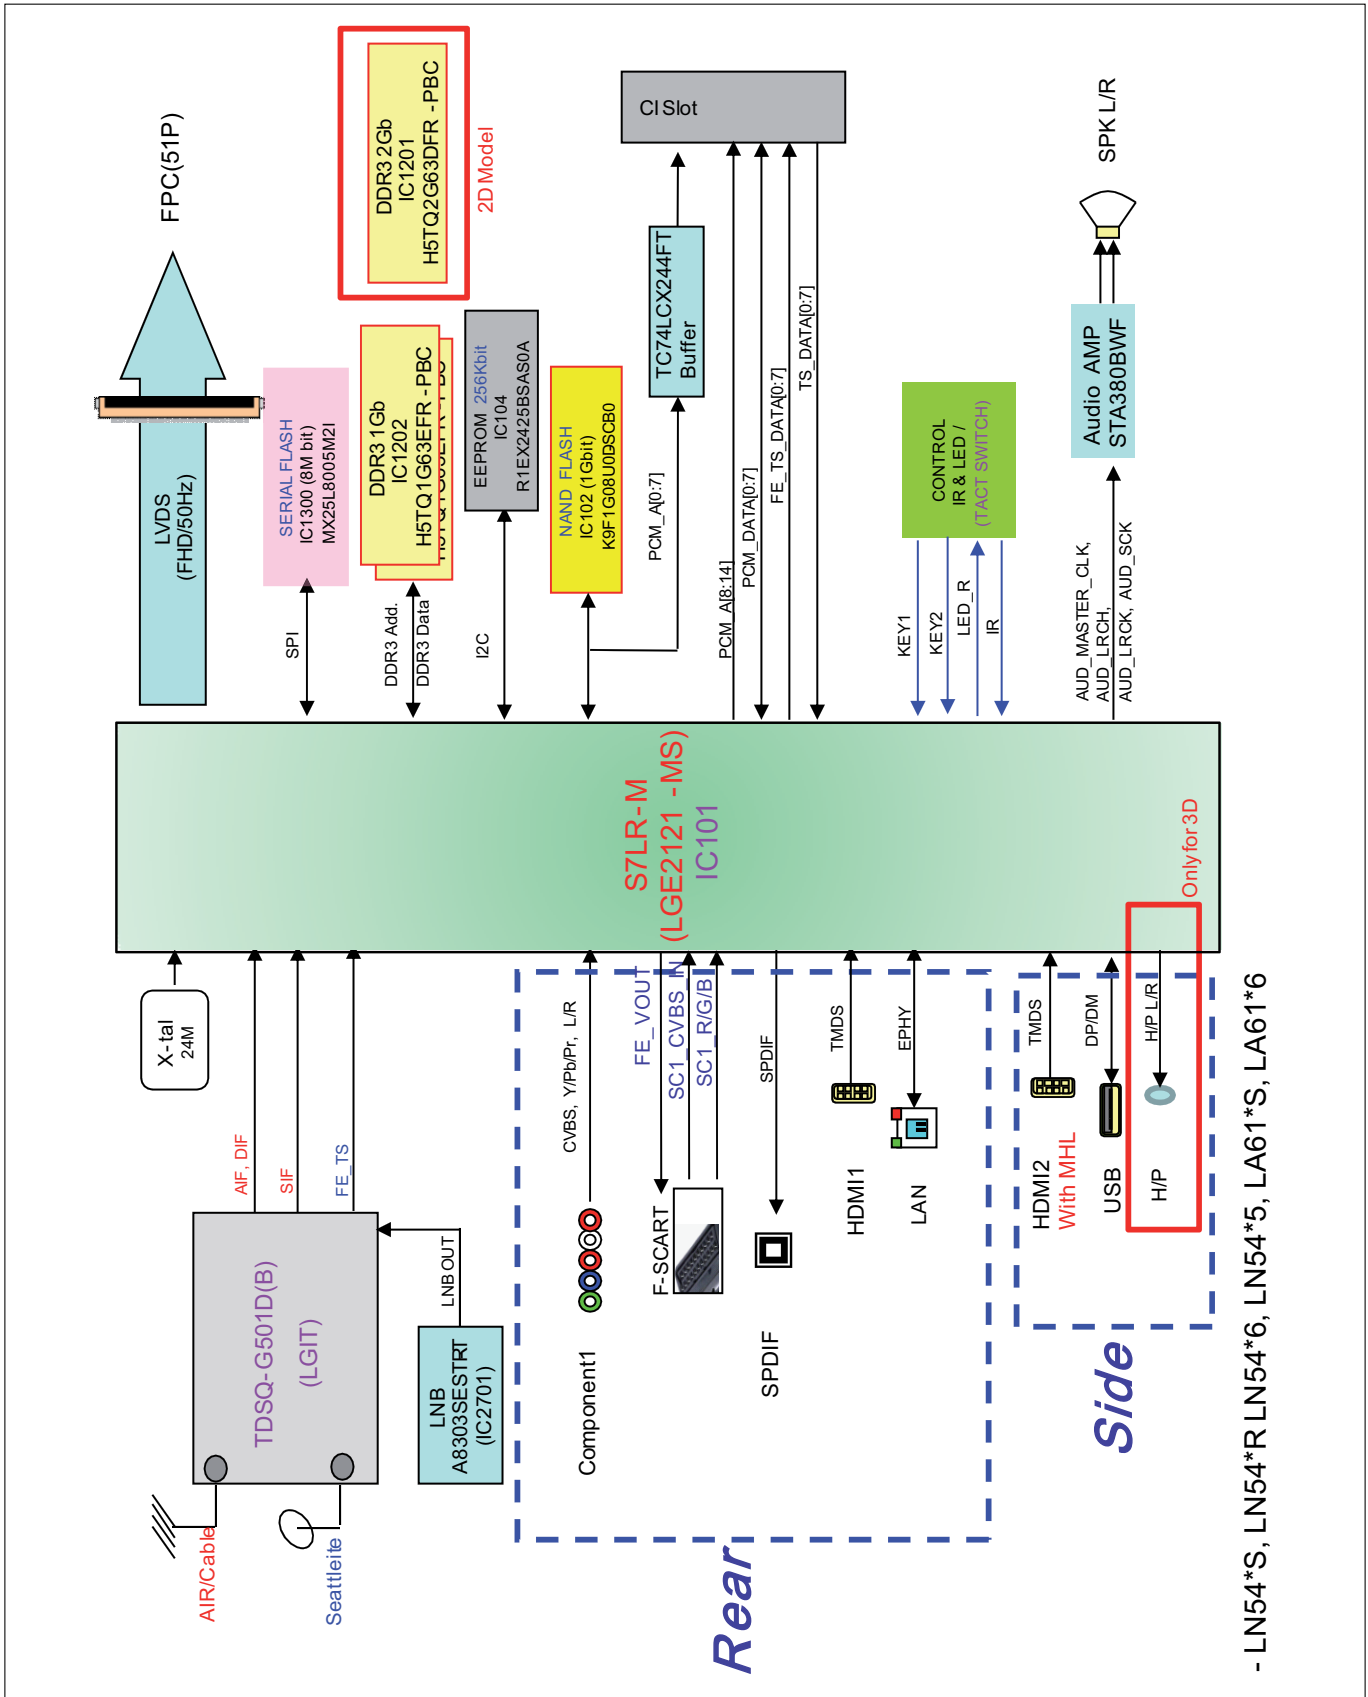 X-tal
24M
AIR/Cable
Seattleite
TDSQ-G501D(B)
(LGIT)
AIF, DIF
SIF
FE_TS
LNB OUT
LNB
A8303SESTRT
(IC2701)
Rear
Component1
CVBS, Y/Pb/Pr, L/R
F-SCART
FE_VOUT
SC1_CVBS_IN
SC1_R/G/B
SPDIF
SPDIF
HDMI1
TMDS
LAN
EPHY
Side
HDMI2
With MHL
TMDS
USB
DP/DM
H/P
H/P L/R
Only for 3D
S7LR-M
(LGE2121 -MS)
IC101
LVDS
(FHD/50Hz)
FPC(51P)
SPI
SERIAL FLASH
IC1300 (8M bit)
MX25L8005M2I
DDR3 Add.
DDR3 Data
DDR3 1Gb
IC1202
H5TQ1G63EFR -PBC
DDR3 2Gb
IC1201
H5TQ2G63DFR -PBC
2D Model
I2C
EEPROM 256Kbit
IC104
R1EX2425BSAS0A
NAND FLASH
IC102 (1Gbit)
K9F1G08U0DSCB0
PCM_A[0:7]
TC74LCX244FT
Buffer
CI Slot
PCM_A[8:14]
PCM_DATA[0:7]
FE_TS_DATA[0:7]
TS_DATA[0:7]
KEY1
KEY2
LED_R
IR
CONTROL
IR & LED /
(TACT SWITCH)
AUD_MASTER_CLK,
AUD_LRCH,
AUD_LRCK, AUD_SCK
Audio AMP
STA380BWF
SPK L/R
- LN54*S, LN54*R LN54*6, LN54*5, LA61*S, LA61*6